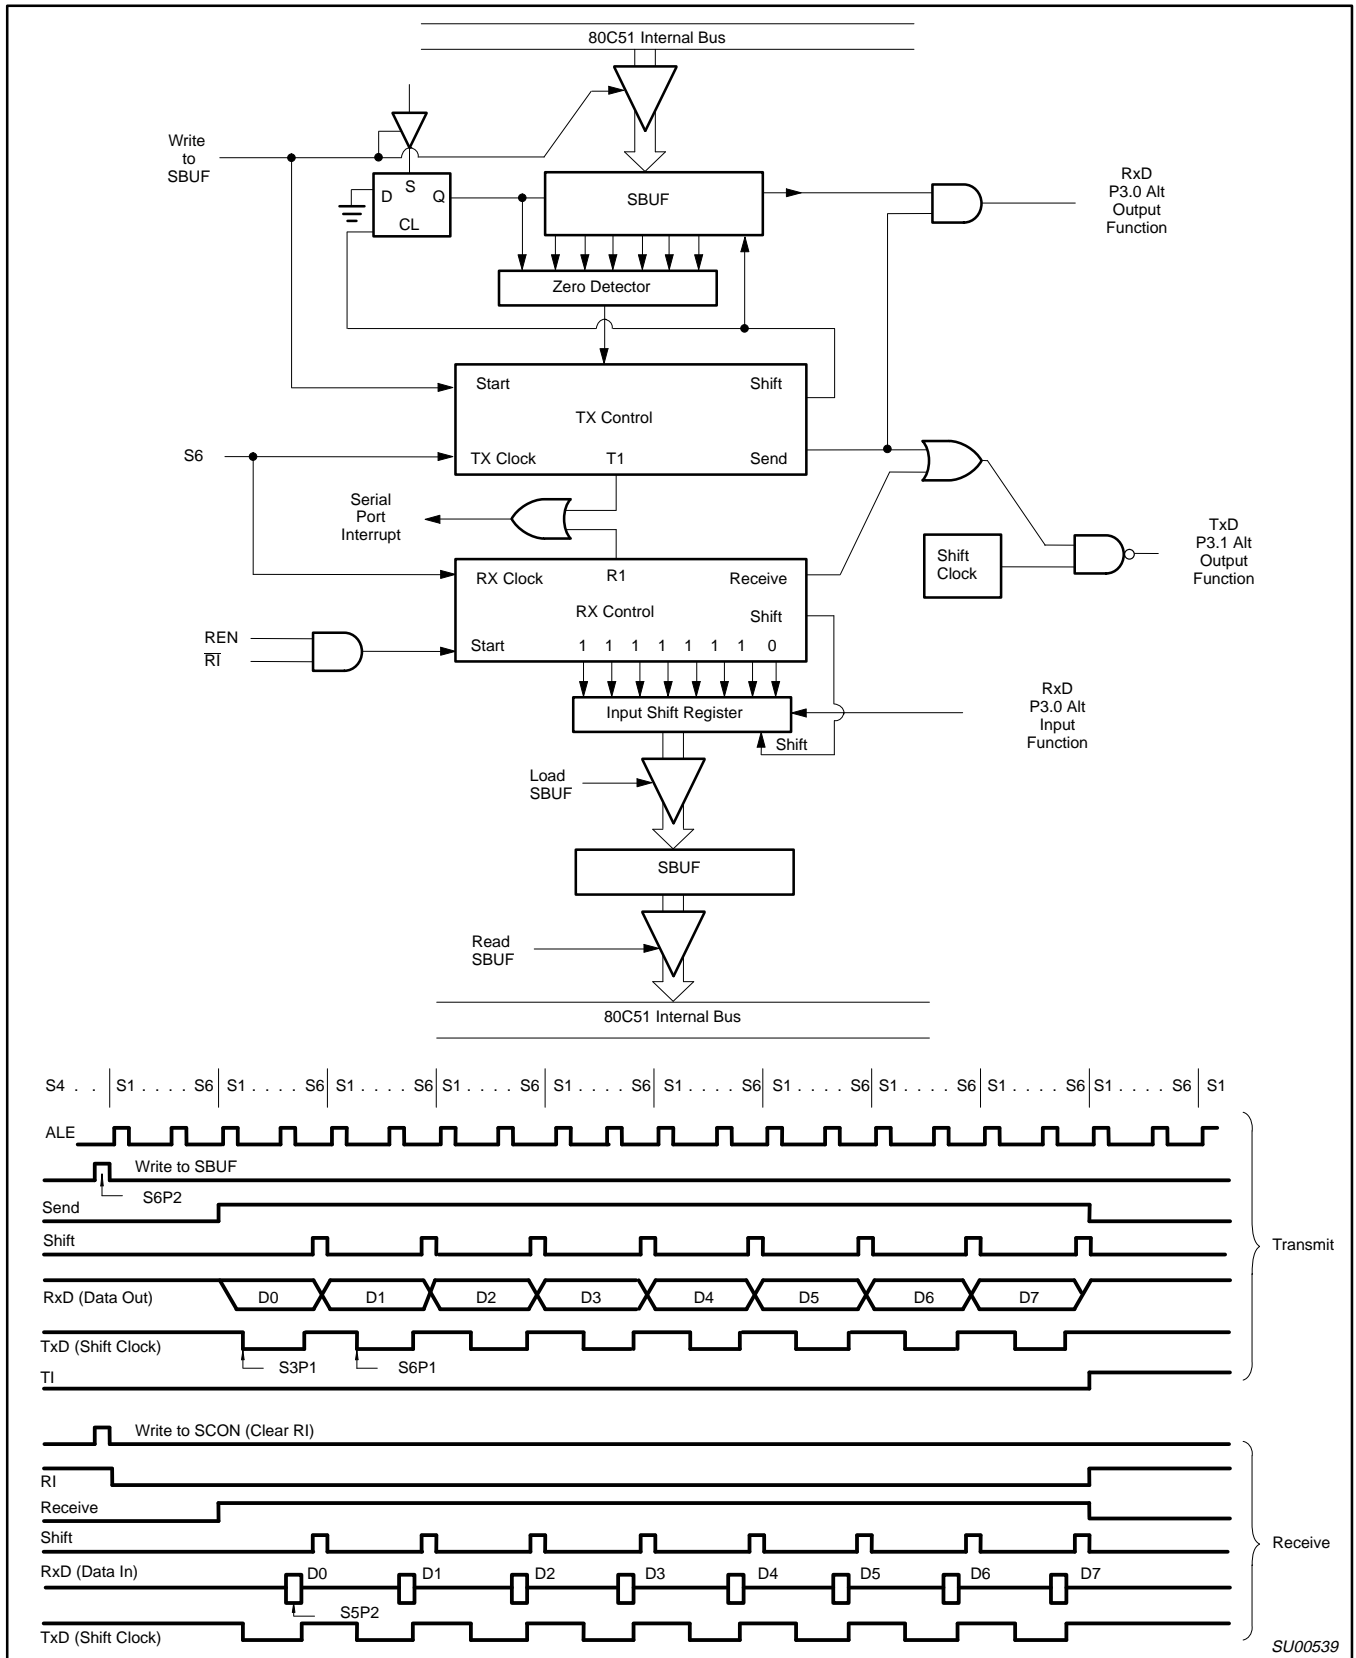 80C51 Internal Bus
Write
to
SBUF
S
D
Q
CL
SBUF
RxD
P3.0 Alt
Output
Function
Zero Detector
Start
Shift
TX Control
S6
TX Clock
T1
Send
Serial
Port
Interrupt
TxD
P3.1 Alt
Output
Function
Shift
Clock
RX Clock
R1
Receive
RX Control
Shift
REN
RI
Start
1 1 1 1 1 1 1 0
Input Shift Register
RxD
P3.0 Alt
Input
Function
Shift
Load
SBUF
SBUF
Read
SBUF
80C51 Internal Bus
S4 . . S1 . . . . S6 S1 . . . . S6 S1 . . . . S6 S1 . . . . S6 S1 . . . . S6 S1 . . . . S6 S1 . . . . S6 S1 . . . . S6 S1 . . . . S6 S1 . . . . S6 S1
ALE
Write to SBUF
S6P2
Send
Shift
Transmit
RxD (Data Out) D0 D1 D2 D3 D4 D5 D6 D7
TxD (Shift Clock)
S3P1 S6P1
TI
Write to SCON (Clear RI)
RI
Receive
Shift
Receive
RxD (Data In) D0 D1 D2 D3 D4 D5 D6 D7
S5P2
TxD (Shift Clock)
SU00539